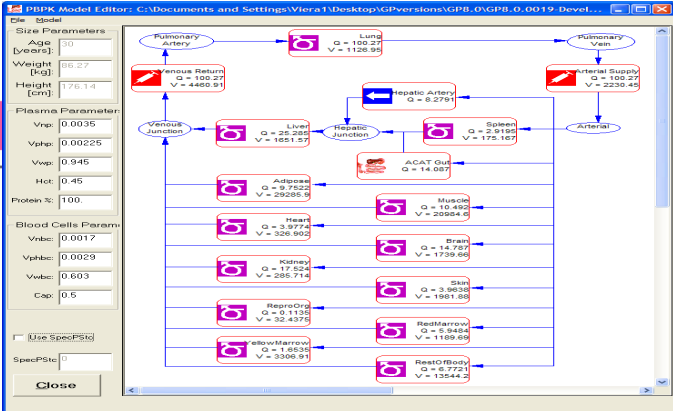 PBPK Model Editor: C:\Documents and Settings\Viera1\Desktop\GPversions\GP8.0\GP8.0.0019-Devel...
File Model
Size Parameters
Age [years]: 30
Weight [kg]: 86.27
Height [cm]: 176.14
Plasma Parameter
Vnp: 0.0035
Vphp: 0.00225
Vwp: 0.945
Hct: 0.45
Protein %: 100.
Blood Cells Param
Vnbc: 0.0017
Vphbc: 0.0029
Vwbc: 0.603
Cap: 0.5
Use SpecPStc
SpecPStc 0
Close
Pulmonary Artery
Lung
Q = 100.27
V = 1128.95
Pulmonary Vein
Venous Return
Q = 100.27
V = 4460.91
Arterial Supply
Q = 100.27
V = 2230.45
Hepatic Artery
Q = 8.2791
Venous Junction
Liver
Q = 25.285
V = 1651.57
Hepatic Junction
Spleen
Q = 2.9195
V = 175.167
Arterial
ACAT Gut
Q = 14.087
Adipose
Q = 9.7522
V = 29285.9
Muscle
Q = 10.492
V = 20984.6
Heart
Q = 3.9774
V = 326.902
Brain
Q = 14.787
V = 1739.66
Kidney
Q = 17.524
V = 285.714
Skin
Q = 3.9638
V = 1981.88
ReproOrg
Q = 0.1135
V = 32.4375
RedMarrow
Q = 5.9484
V = 1189.69
YellowMarrow
Q = 1.6535
V = 3306.91
RestOfBody
Q = 6.7721
V = 13544.2